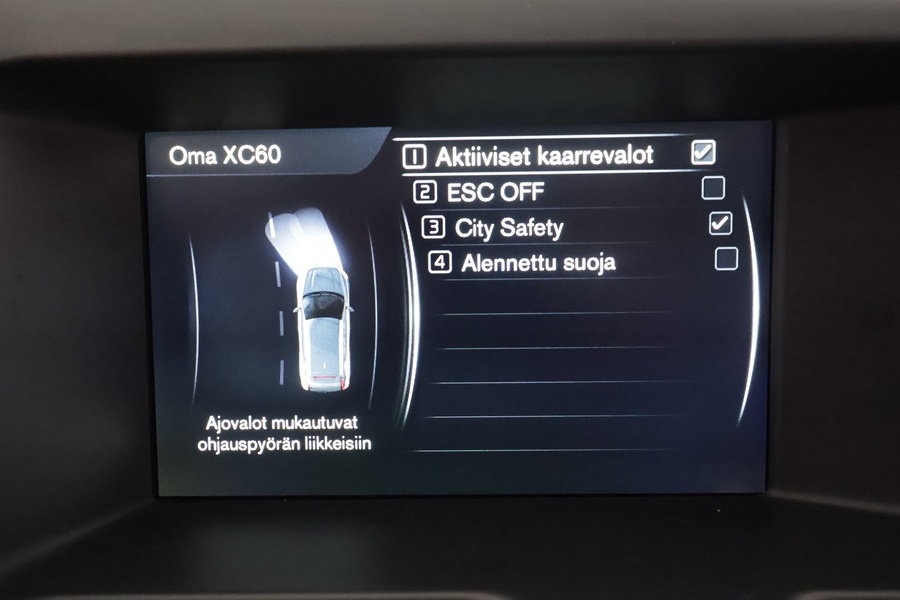 Oma XC60
1 Aktiiviset kaarrevalot
2 ESC OFF
3 City Safety
4 Alennettu suoja
Ajovalot mukautuvat
ohjauspyörän liikkeisiin